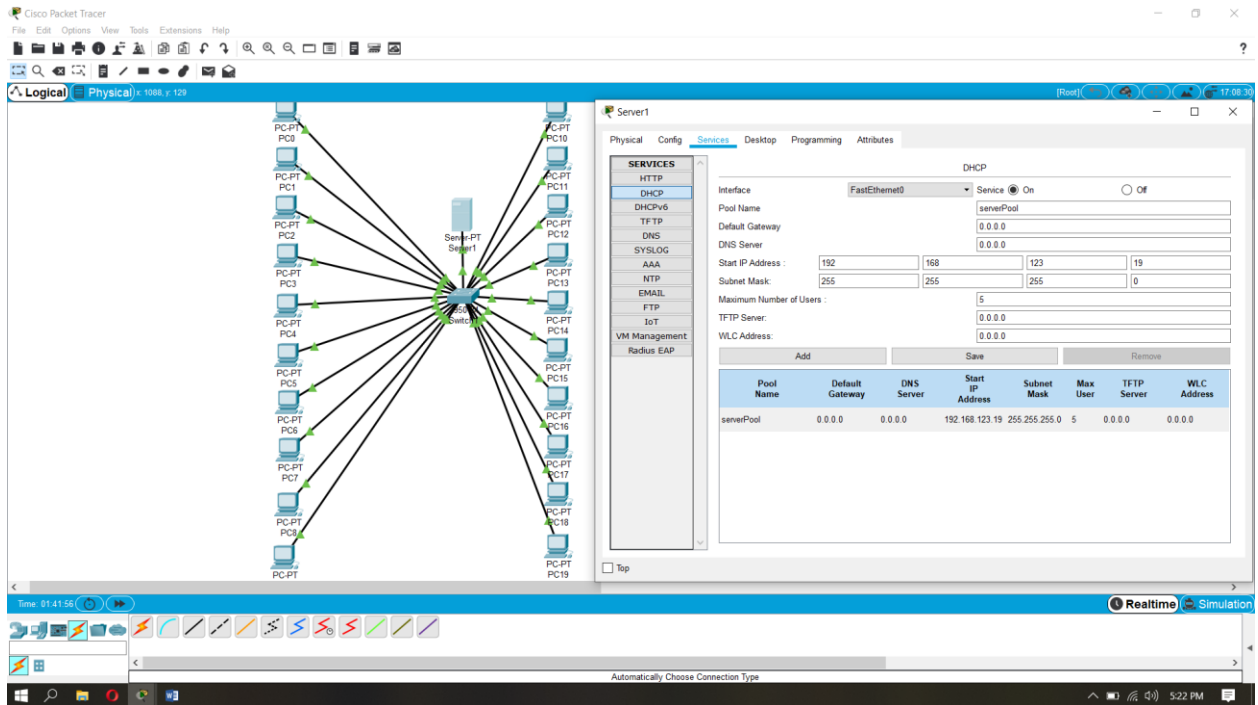 Cisco Packet Tracer
File Edit Options View Tools Extensions Help
?
Logical Physical x: 1088, y: 129 [Root] 17:08:30
PC-PT
PC0
PC-PT
PC1
PC-PT
PC2
PC-PT
PC3
PC-PT
PC4
PC-PT
PC5
PC-PT
PC6
PC-PT
PC7
PC-PT
PC8
PC-PT
Server-PT
Server1
Switch
PC-PT
PC10
PC-PT
PC11
PC-PT
PC12
PC-PT
PC13
PC-PT
PC14
PC-PT
PC15
PC-PT
PC16
PC-PT
PC17
PC-PT
PC18
PC-PT
PC19
Server1
Physical Config Services Desktop Programming Attributes
SERVICES
HTTP
DHCP
DHCPv6
TFTP
DNS
SYSLOG
AAA
NTP
EMAIL
FTP
IoT
VM Management
Radius EAP
DHCP
Interface FastEthernet0 Service On Off
Pool Name serverPool
Default Gateway 0.0.0.0
DNS Server 0.0.0.0
Start IP Address : 192 168 123 19
Subnet Mask: 255 255 255 0
Maximum Number of Users : 5
TFTP Server: 0.0.0.0
WLC Address: 0.0.0.0
Add Save Remove
Pool Name Default Gateway DNS Server Start IP Address Subnet Mask Max User TFTP Server WLC Address
serverPool 0.0.0.0 0.0.0.0 192.168.123.19 255.255.255.0 5 0.0.0.0 0.0.0.0
Top
Time: 01:41:56 Realtime Simulation
Automatically Choose Connection Type
5:22 PM